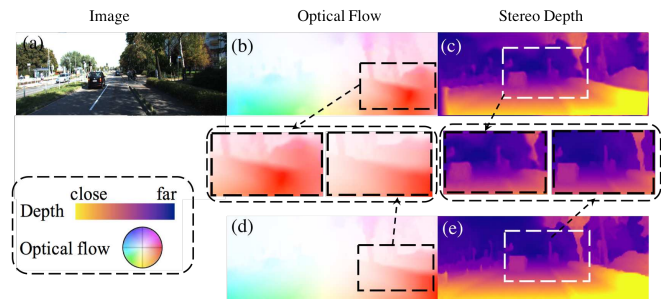 Image Optical Flow Stereo Depth
(a) (b) (c)
close far
Depth
Optical flow
(d) (e)